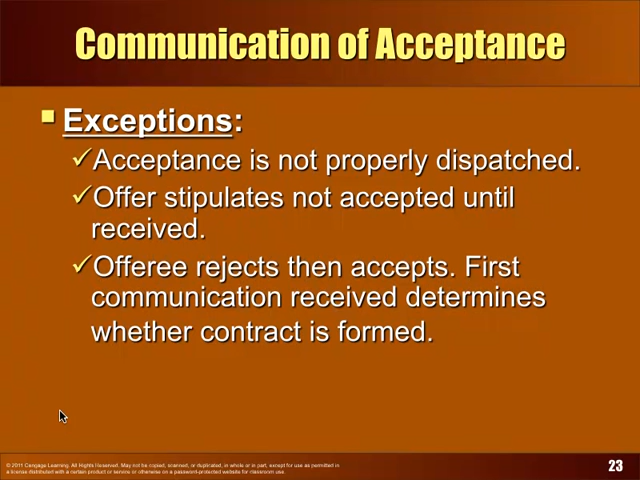 Communication of Acceptance
Exceptions:
Acceptance is not properly dispatched.
Offer stipulates not accepted until
received.
Offeree rejects then accepts. First
communication received determines
whether contract is formed.
© 2011 Cengage Learning. All Rights Reserved. May not be copied, scanned, or duplicated, in whole or in part, except for use as permitted in
a license distributed with a certain product or service or otherwise on a password-protected website for classroom use.
23